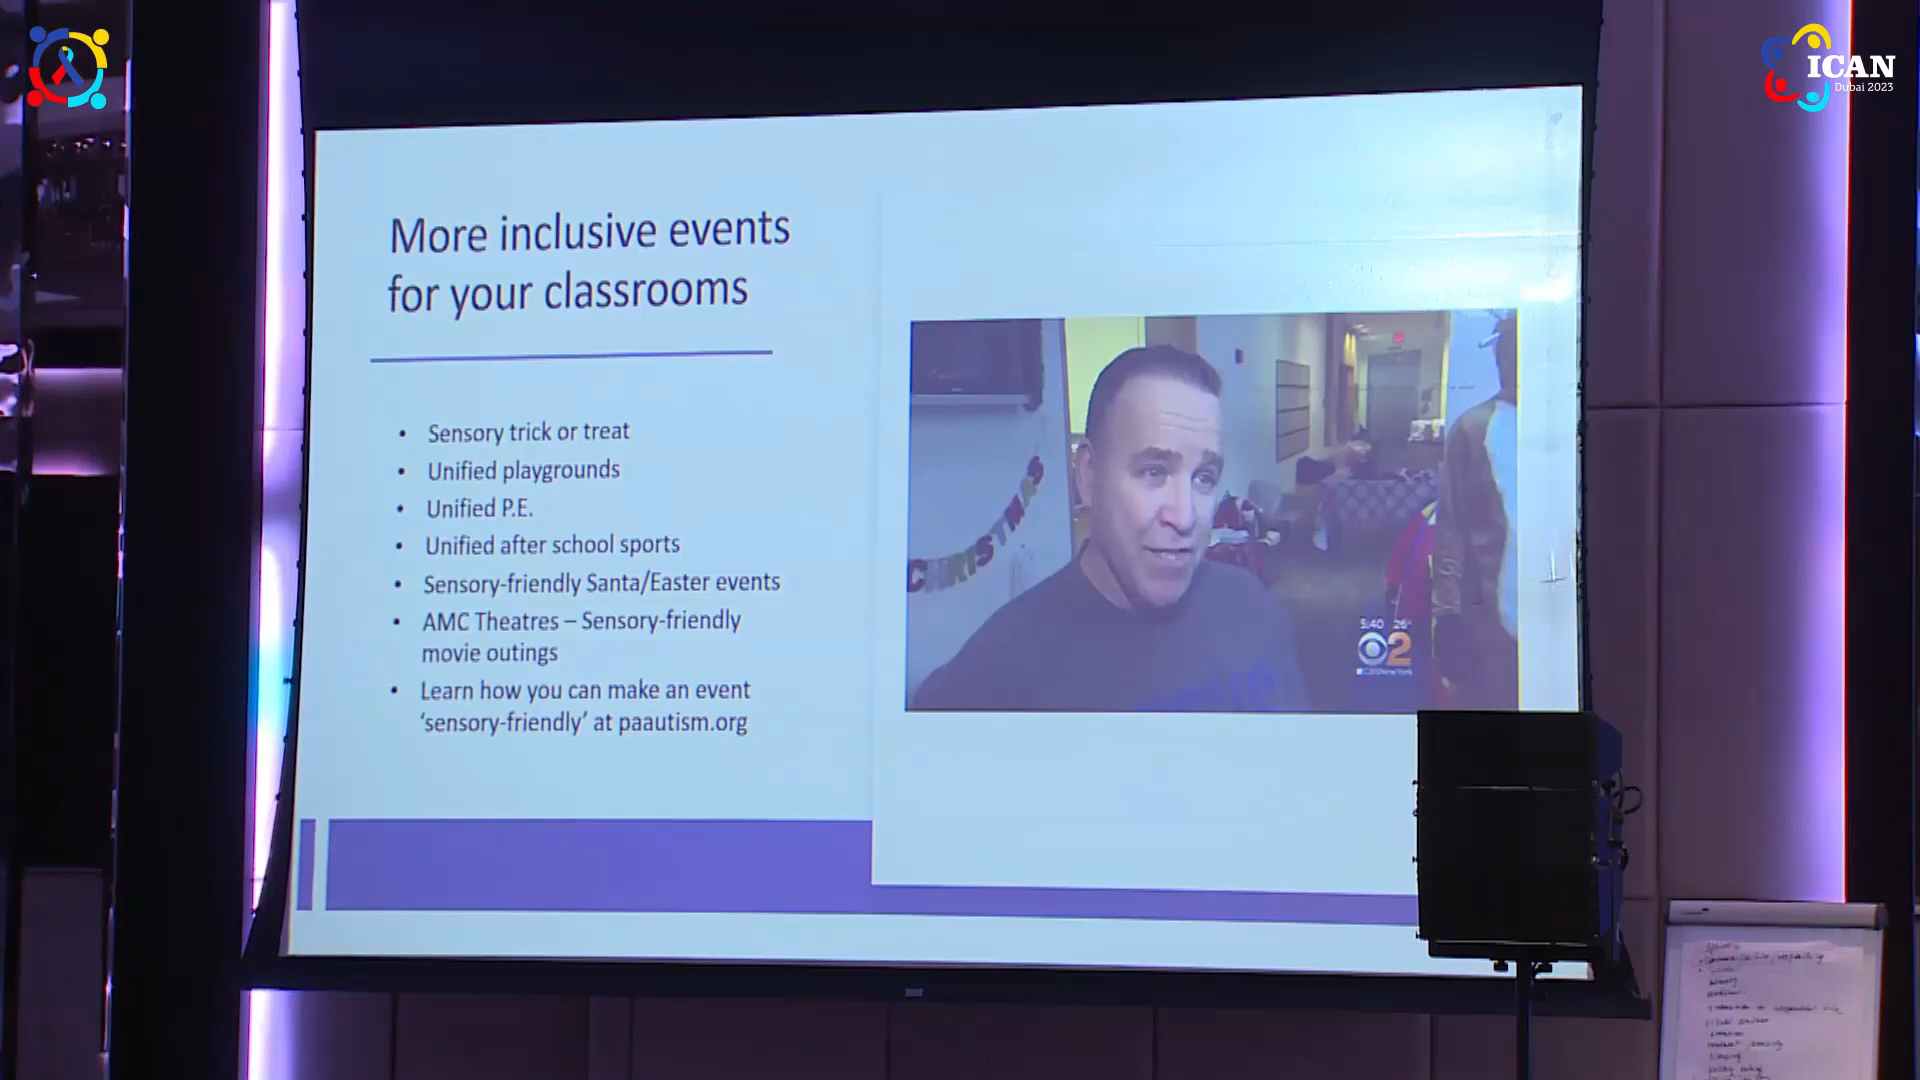 ICAN
Dubai 2023
More inclusive events
for your classrooms
• Sensory trick or treat
• Unified playgrounds
• Unified P.E.
• Unified after school sports
• Sensory-friendly Santa/Easter events
• AMC Theatres – Sensory-friendly
movie outings
• Learn how you can make an event
‘sensory-friendly’ at paautism.org
CHRISTMAS
5:40 26°
2
CBSNewYork